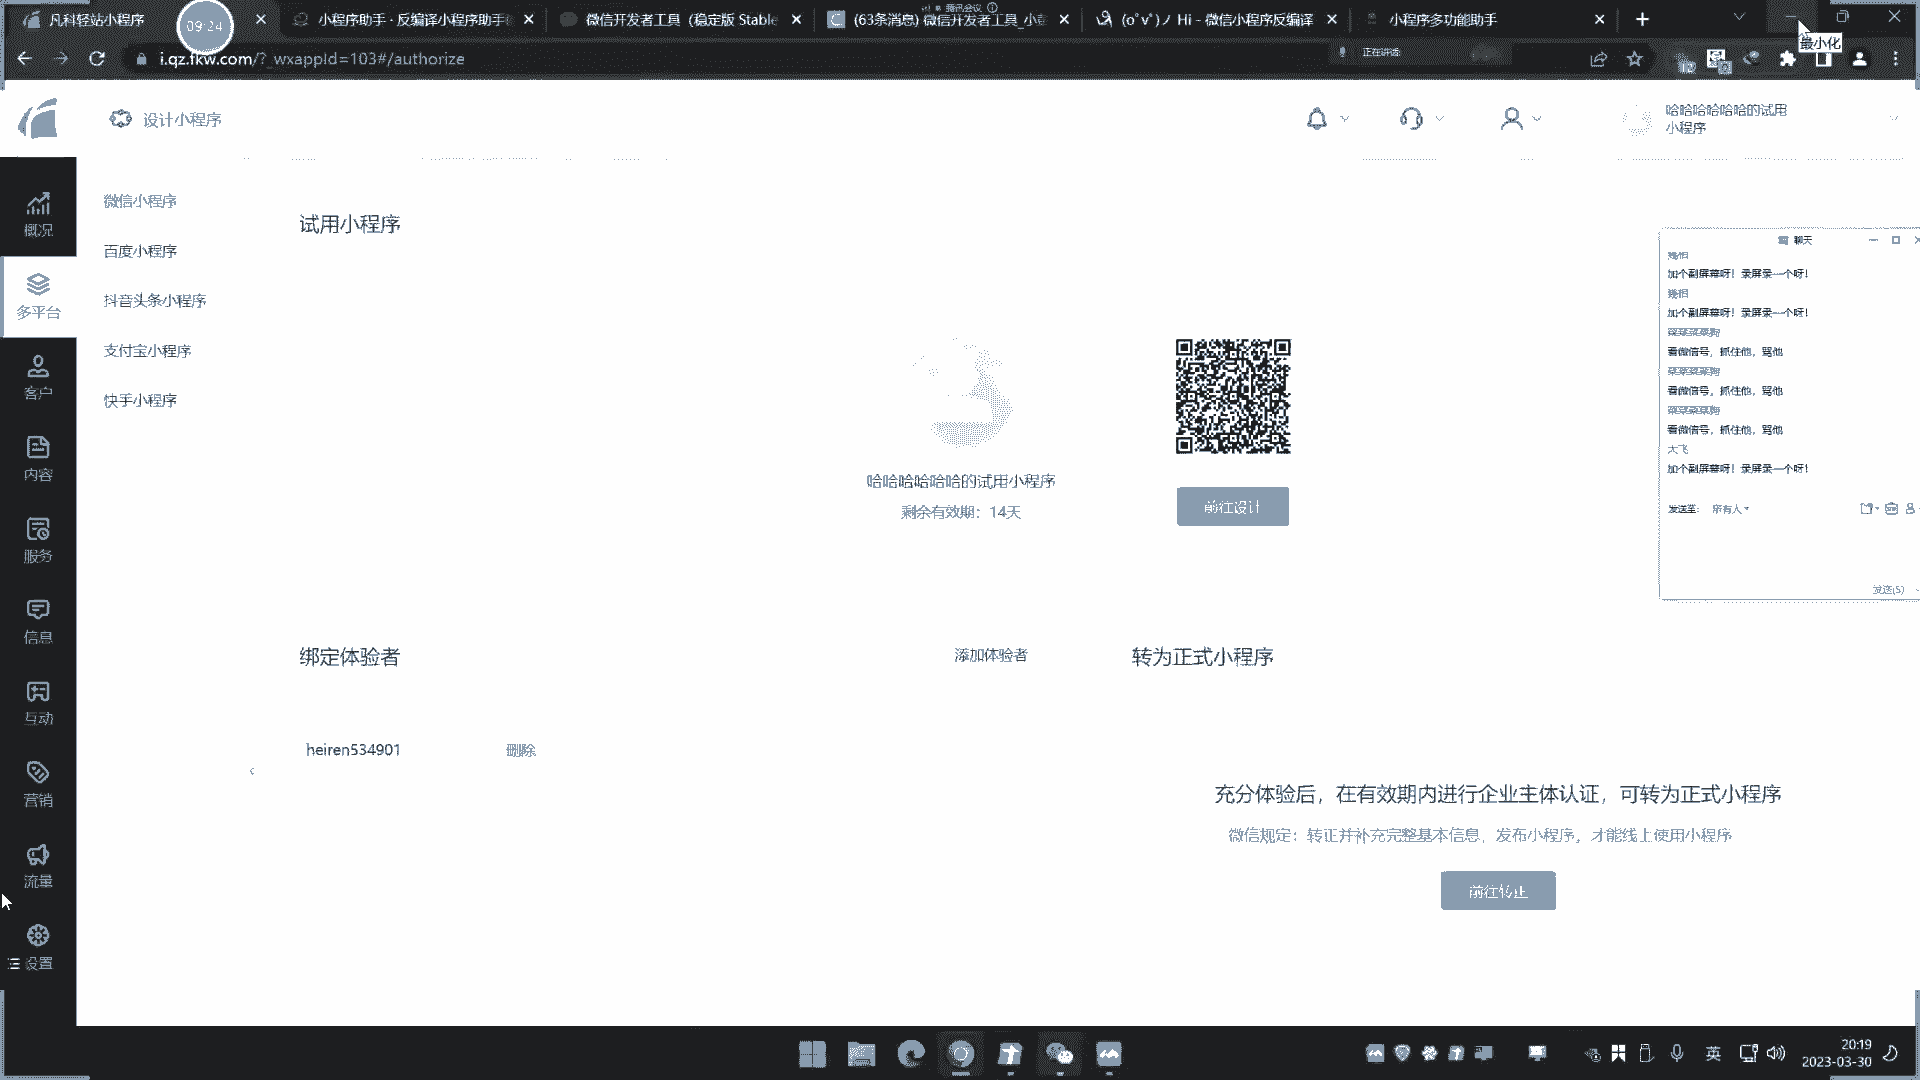 凡科轻站小程序
09:24
小程序助手 · 反编译小程序助手
微信开发者工具（稳定版 Stable
(63条消息) 微信开发者工具_小
(o°v°)ノ Hi - 微信小程序反编译
小程序多功能助手
腾讯会议
最小化
i.qz.fkw.com/?_wxappId=103#/authorize
正在讲话:
12
设计小程序
哈哈哈哈哈哈的试用
小程序
概况
多平台
客户
内容
服务
信息
互动
营销
流量
设置
微信小程序
百度小程序
抖音头条小程序
支付宝小程序
快手小程序
试用小程序
哈哈哈哈哈哈的试用小程序
剩余有效期：14天
前往设计
绑定体验者
添加体验者
heiren534901
删除
转为正式小程序
充分体验后，在有效期内进行企业主体认证，可转为正式小程序
微信规定：转正并补充完整基本信息，发布小程序，才能线上使用小程序
前往转正
聊天
加个副屏幕呀！录屏录一个呀！
加个副屏幕呀！录屏录一个呀！
看微信号，抓住他，骂他
看微信号，抓住他，骂他
看微信号，抓住他，骂他
大飞
加个副屏幕呀！录屏录一个呀！
发送至：
所有人
发送(S)
英
20:19
2023-03-30